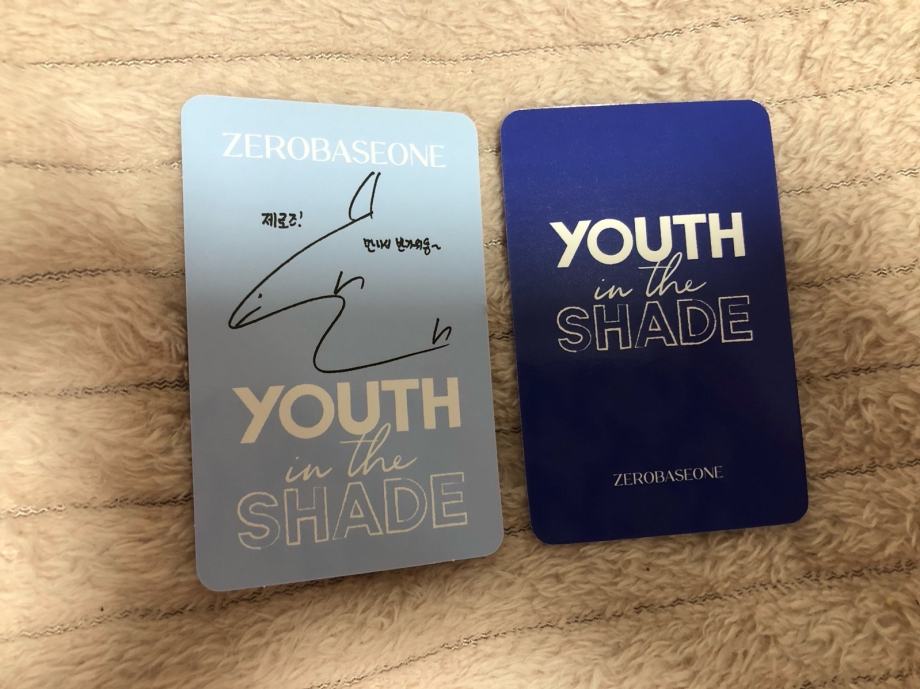 ZEROBASEONE
제로즈!
만나서 반가워용~
YOUTH
in the
SHADE
YOUTH
in the
SHADE
ZEROBASEONE